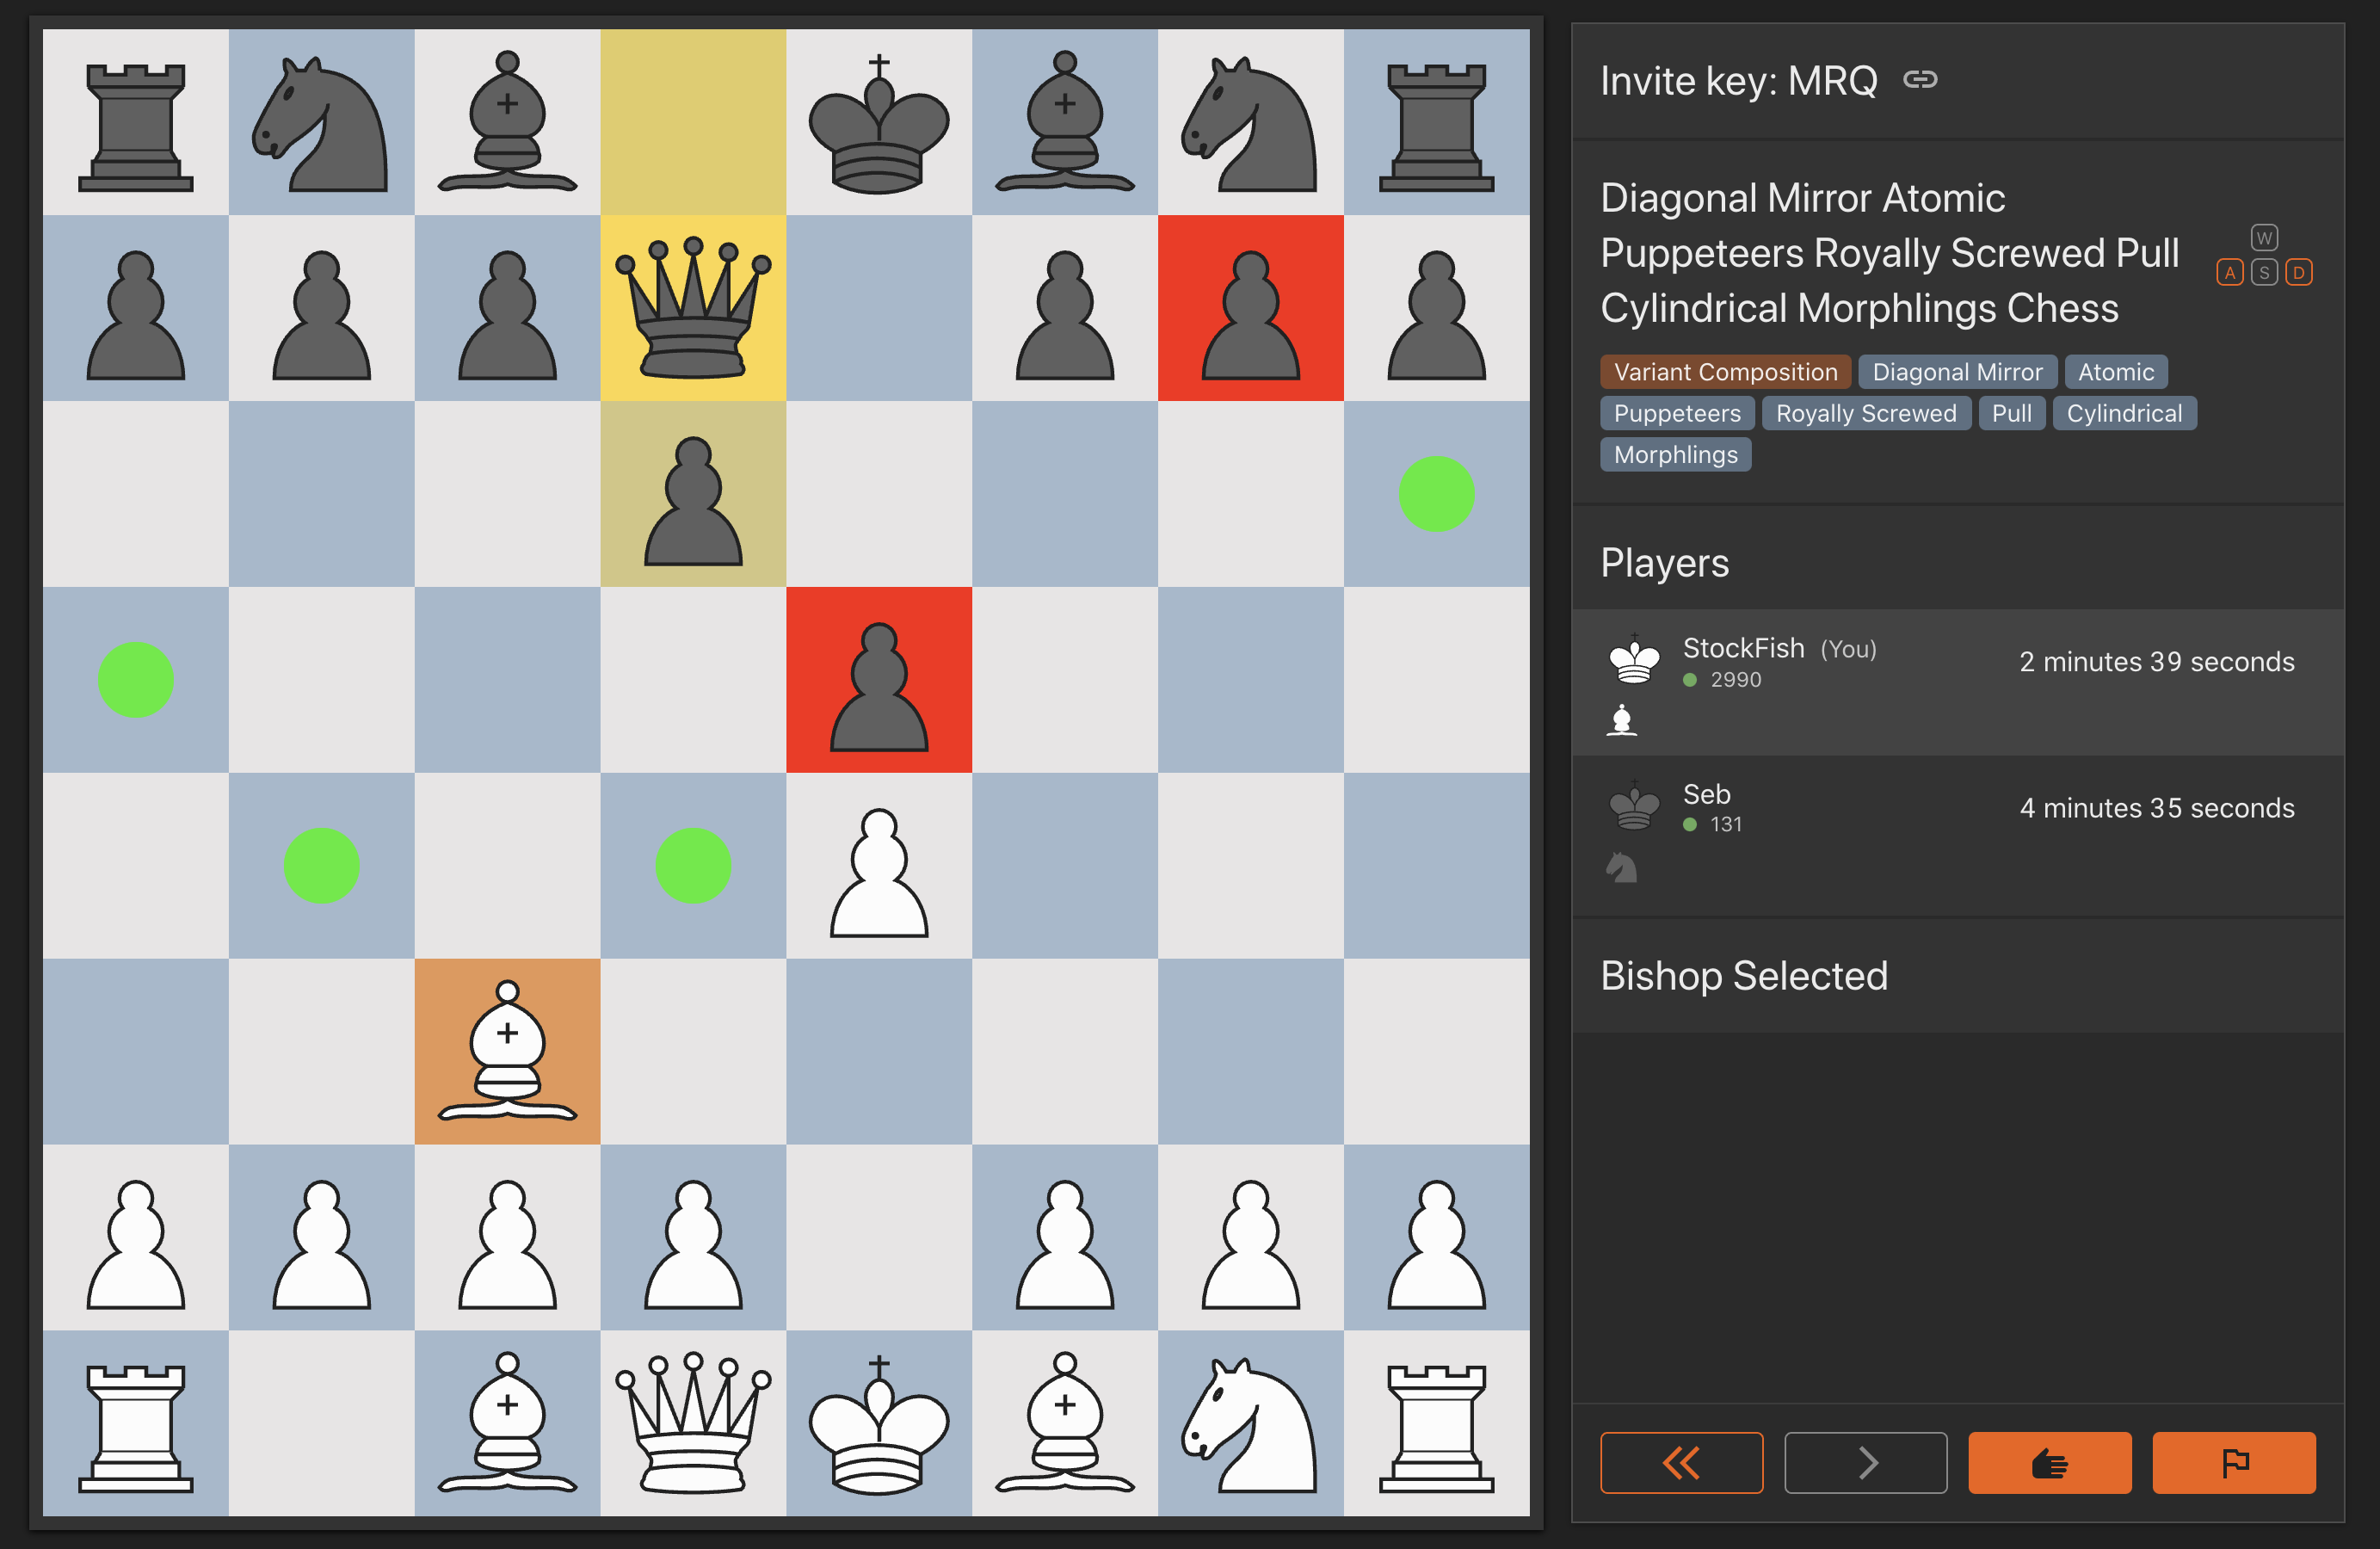 Invite key: MRQ
Diagonal Mirror Atomic
Puppeteers Royally Screwed Pull
Cylindrical Morphlings Chess
W
A S D
Variant Composition Diagonal Mirror Atomic
Puppeteers Royally Screwed Pull Cylindrical
Morphlings
Players
StockFish (You)
2990
2 minutes 39 seconds
Seb
131
4 minutes 35 seconds
Bishop Selected